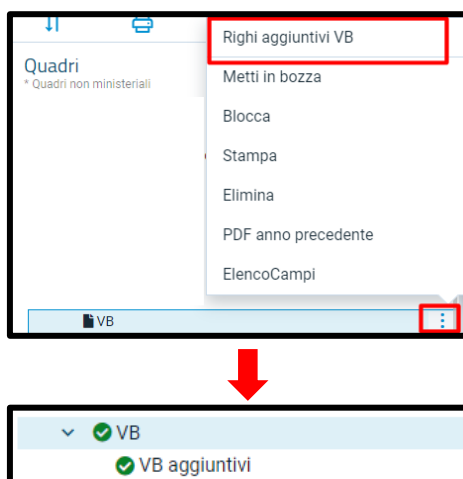 Righi aggiuntivi VB
Quadri
* Quadri non ministeriali
Metti in bozza
Blocca
Stampa
Elimina
PDF anno precedente
ElencoCampi
VB
VB
VB aggiuntivi